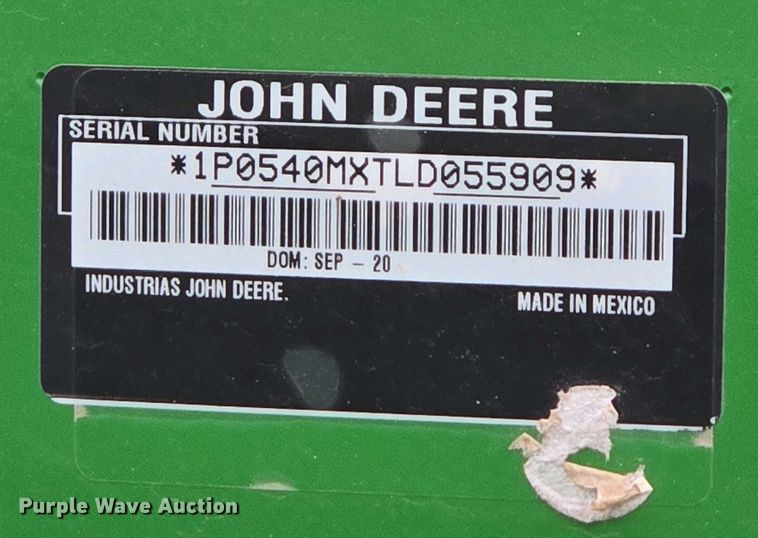 JOHN DEERE
SERIAL NUMBER
*1P0540MXTLD055909*
DOM: SEP - 20
INDUSTRIAS JOHN DEERE.
MADE IN MEXICO
Purple Wave Auction